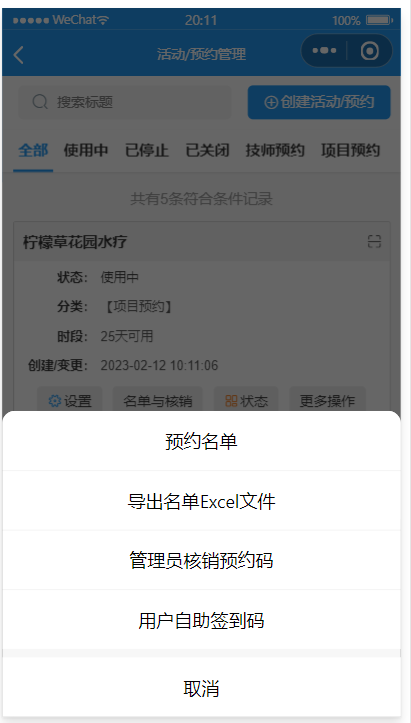 WeChat 20:11 100%
活动/预约管理
搜索标题 创建活动/预约
全部 使用中 已停止 已关闭 技师预约 项目预约
共有5条符合条件记录
柠檬草花园水疗
状态: 使用中
分类: 【项目预约】
时段: 25天可用
创建/变更: 2023-02-12 10:11:06
设置 名单与核销 状态 更多操作
预约名单
导出名单Excel文件
管理员核销预约码
用户自助签到码
取消